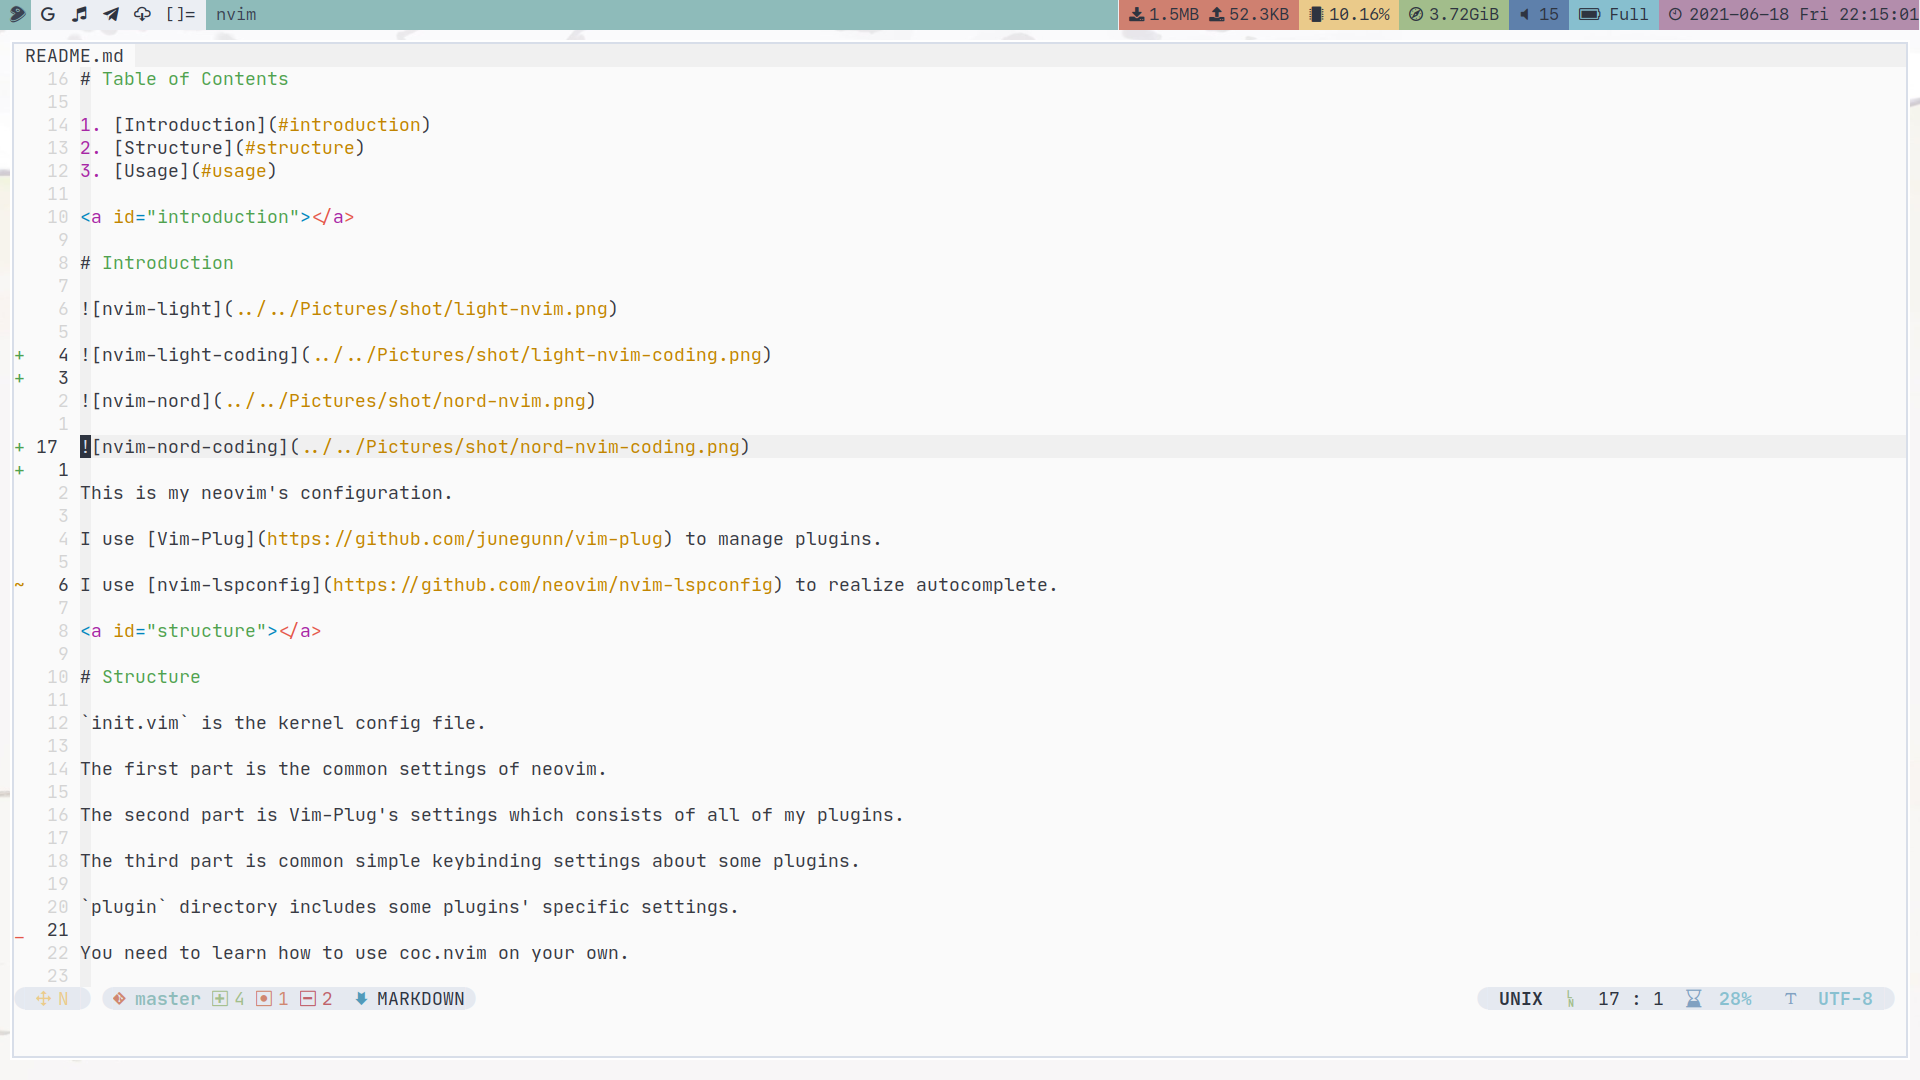 []= nvim 1.5MB 52.3KB 10.16% 3.72GiB 15 Full 2021-06-18 Fri 22:15:01
README.md
16 # Table of Contents
15
14 1. [Introduction](#introduction)
13 2. [Structure](#structure)
12 3. [Usage](#usage)
11
10 <a id="introduction"></a>
9
8 # Introduction
7
6 ![nvim-light](../../Pictures/shot/light-nvim.png)
5
+ 4 ![nvim-light-coding](../../Pictures/shot/light-nvim-coding.png)
+ 3
2 ![nvim-nord](../../Pictures/shot/nord-nvim.png)
1
+ 17 ![nvim-nord-coding](../../Pictures/shot/nord-nvim-coding.png)
+ 1
2 This is my neovim's configuration.
3
4 I use [Vim-Plug](https://github.com/junegunn/vim-plug) to manage plugins.
5
~ 6 I use [nvim-lspconfig](https://github.com/neovim/nvim-lspconfig) to realize autocomplete.
7
8 <a id="structure"></a>
9
10 # Structure
11
12 `init.vim` is the kernel config file.
13
14 The first part is the common settings of neovim.
15
16 The second part is Vim-Plug's settings which consists of all of my plugins.
17
18 The third part is common simple keybinding settings about some plugins.
19
20 `plugin` directory includes some plugins' specific settings.
_ 21
22 You need to learn how to use coc.nvim on your own.
23
N master 4 1 2 MARKDOWN UNIX LN 17 : 1 28% T UTF-8